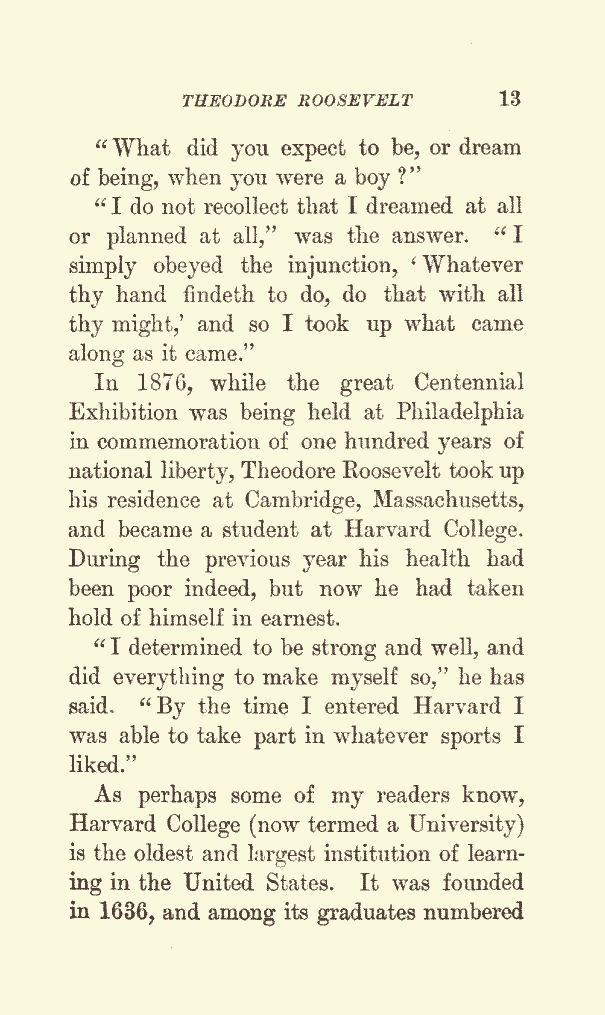 THEODORE ROOSEVELT 13
“What did you expect to be, or dream
of being, when you were a boy?”
“I do not recollect that I dreamed at all
or planned at all,” was the answer. “I
simply obeyed the injunction, ‘Whatever
thy hand findeth to do, do that with all
thy might,’ and so I took up what came
along as it came.”
In 1876, while the great Centennial
Exhibition was being held at Philadelphia
in commemoration of one hundred years of
national liberty, Theodore Roosevelt took up
his residence at Cambridge, Massachusetts,
and became a student at Harvard College.
During the previous year his health had
been poor indeed, but now he had taken
hold of himself in earnest.
“I determined to be strong and well, and
did everything to make myself so,” he has
said. “By the time I entered Harvard I
was able to take part in whatever sports I
liked.”
As perhaps some of my readers know,
Harvard College (now termed a University)
is the oldest and largest institution of learn-
ing in the United States. It was founded
in 1636, and among its graduates numbered